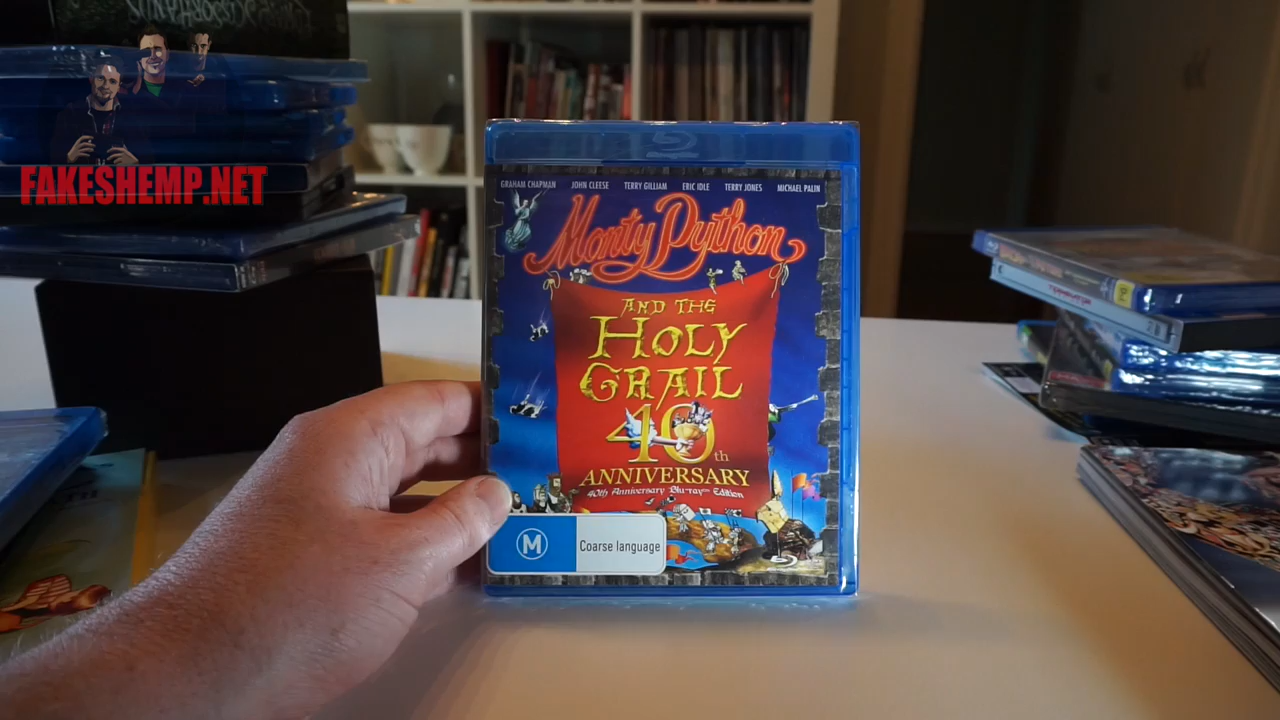 FAKESHEMP.NET
GRAHAM CHAPMAN JOHN CLEESE TERRY GILLIAM ERIC IDLE TERRY JONES MICHAEL PALIN
Monty Python
AND THE
HOLY
GRAIL
40th
ANNIVERSARY
40th Anniversary Blu-ray™ Edition
M Coarse language